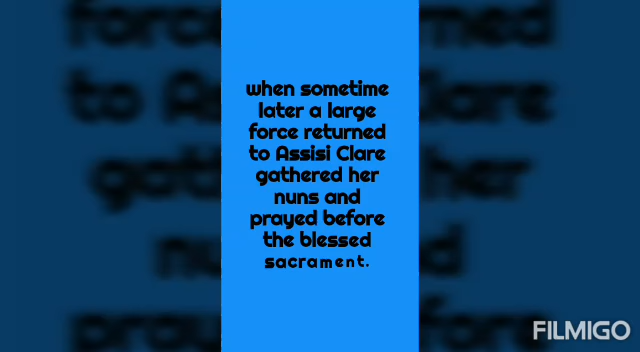 when sometime
later a large
force returned
to Assisi Clare
gathered her
nuns and
prayed before
the blessed
sacrament.
FILMIGO